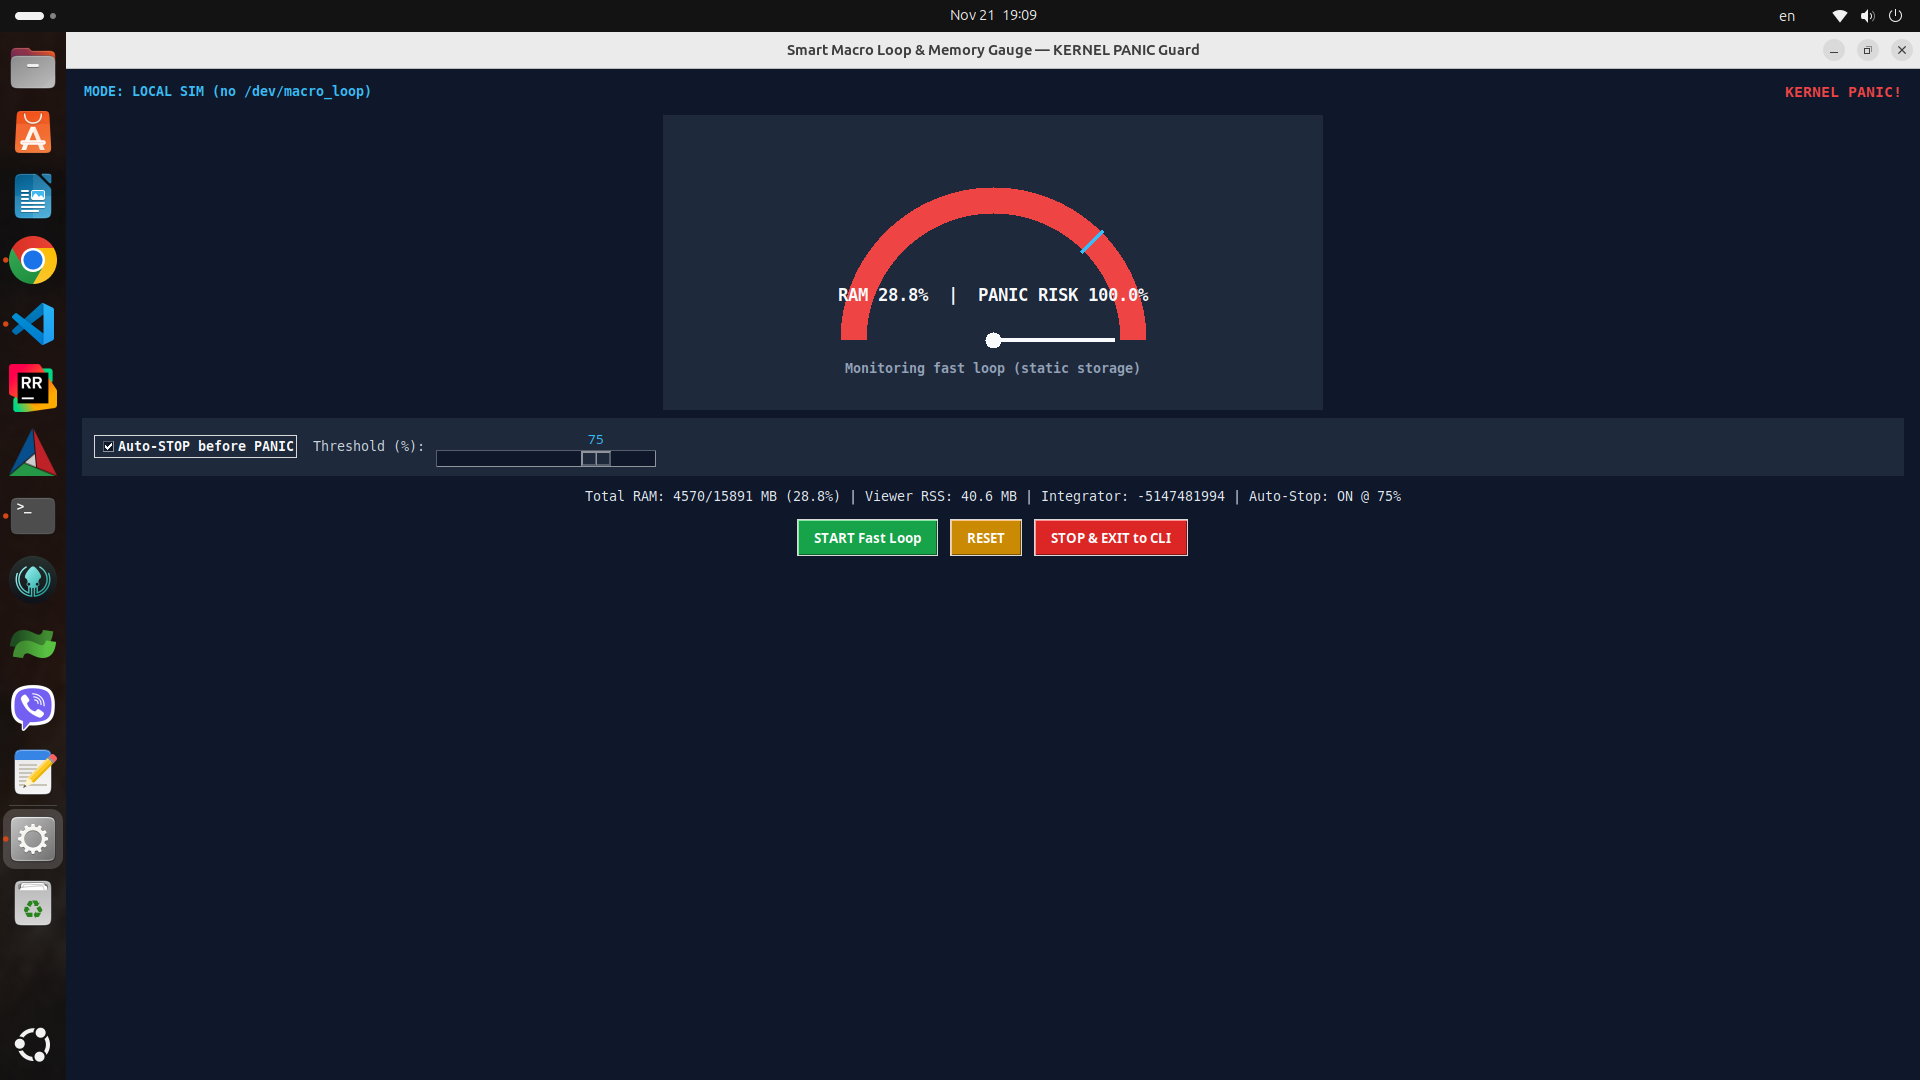 Nov 21 19:09
en
Smart Macro Loop & Memory Gauge — KERNEL PANIC Guard
MODE: LOCAL SIM (no /dev/macro_loop)
KERNEL PANIC!
RAM 28.8% | PANIC RISK 100.0%
Monitoring fast loop (static storage)
75
Auto-STOP before PANIC Threshold (%):
Total RAM: 4570/15891 MB (28.8%) | Viewer RSS: 40.6 MB | Integrator: -5147481994 | Auto-Stop: ON @ 75%
START Fast Loop RESET STOP & EXIT to CLI
RR
>_